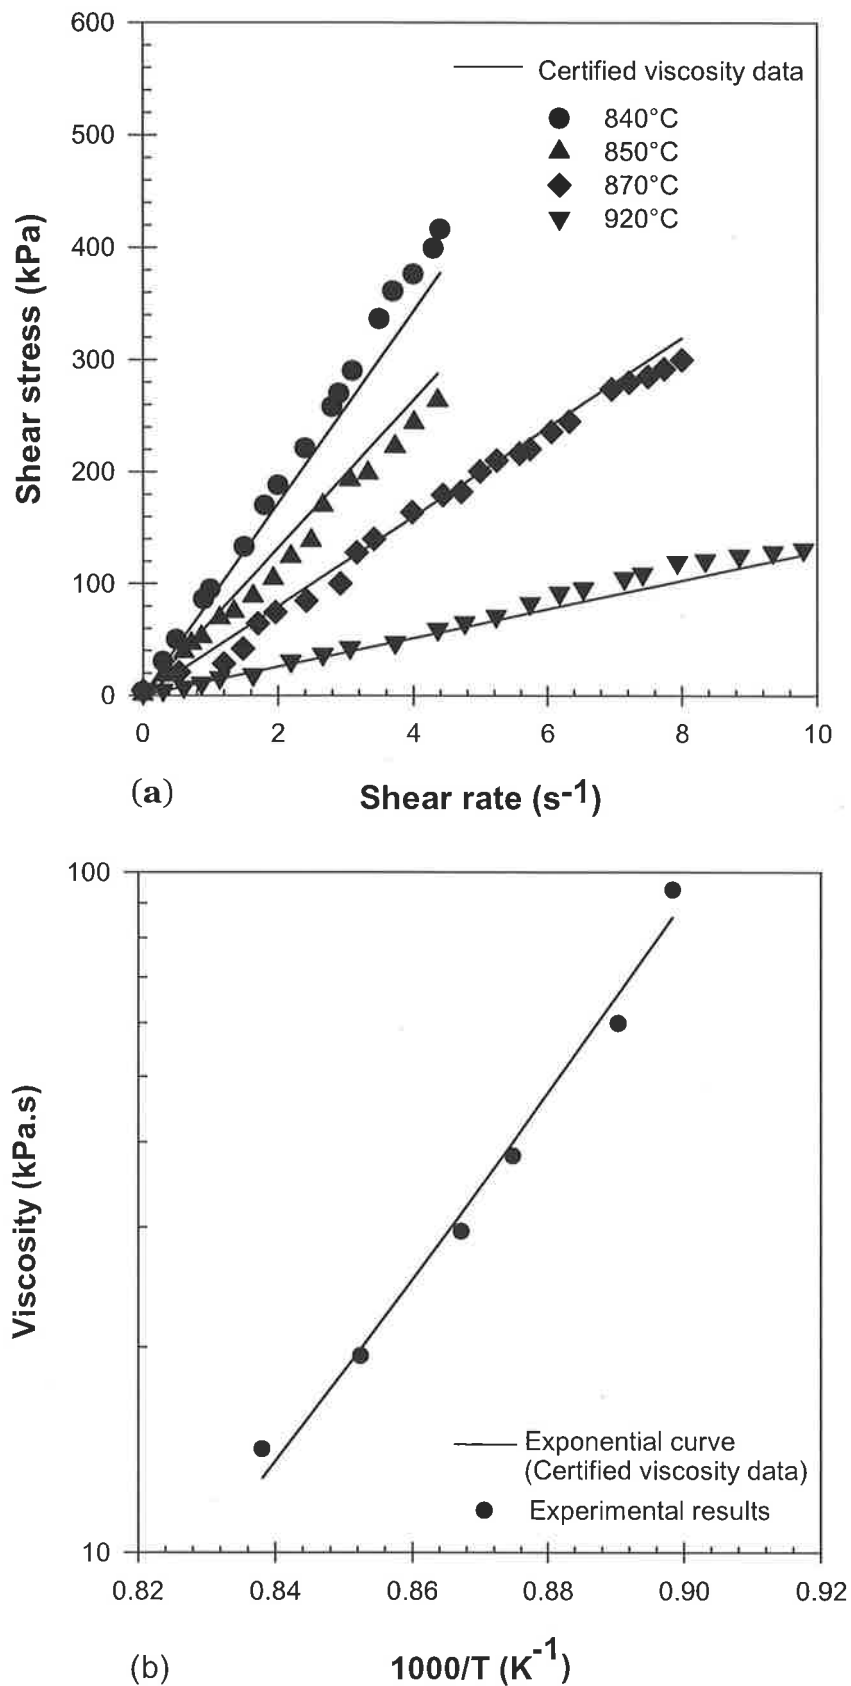 600
500
400
300
200
100
0
Shear stress (kPa)
Certified viscosity data
840°C
850°C
870°C
920°C
0 2 4 6 8 10
(a)
Shear rate (s-1)
100
10
Viscosity (kPa.s)
Exponential curve
(Certified viscosity data)
Experimental results
0.82 0.84 0.86 0.88 0.90 0.92
(b)
1000/T (K-1)